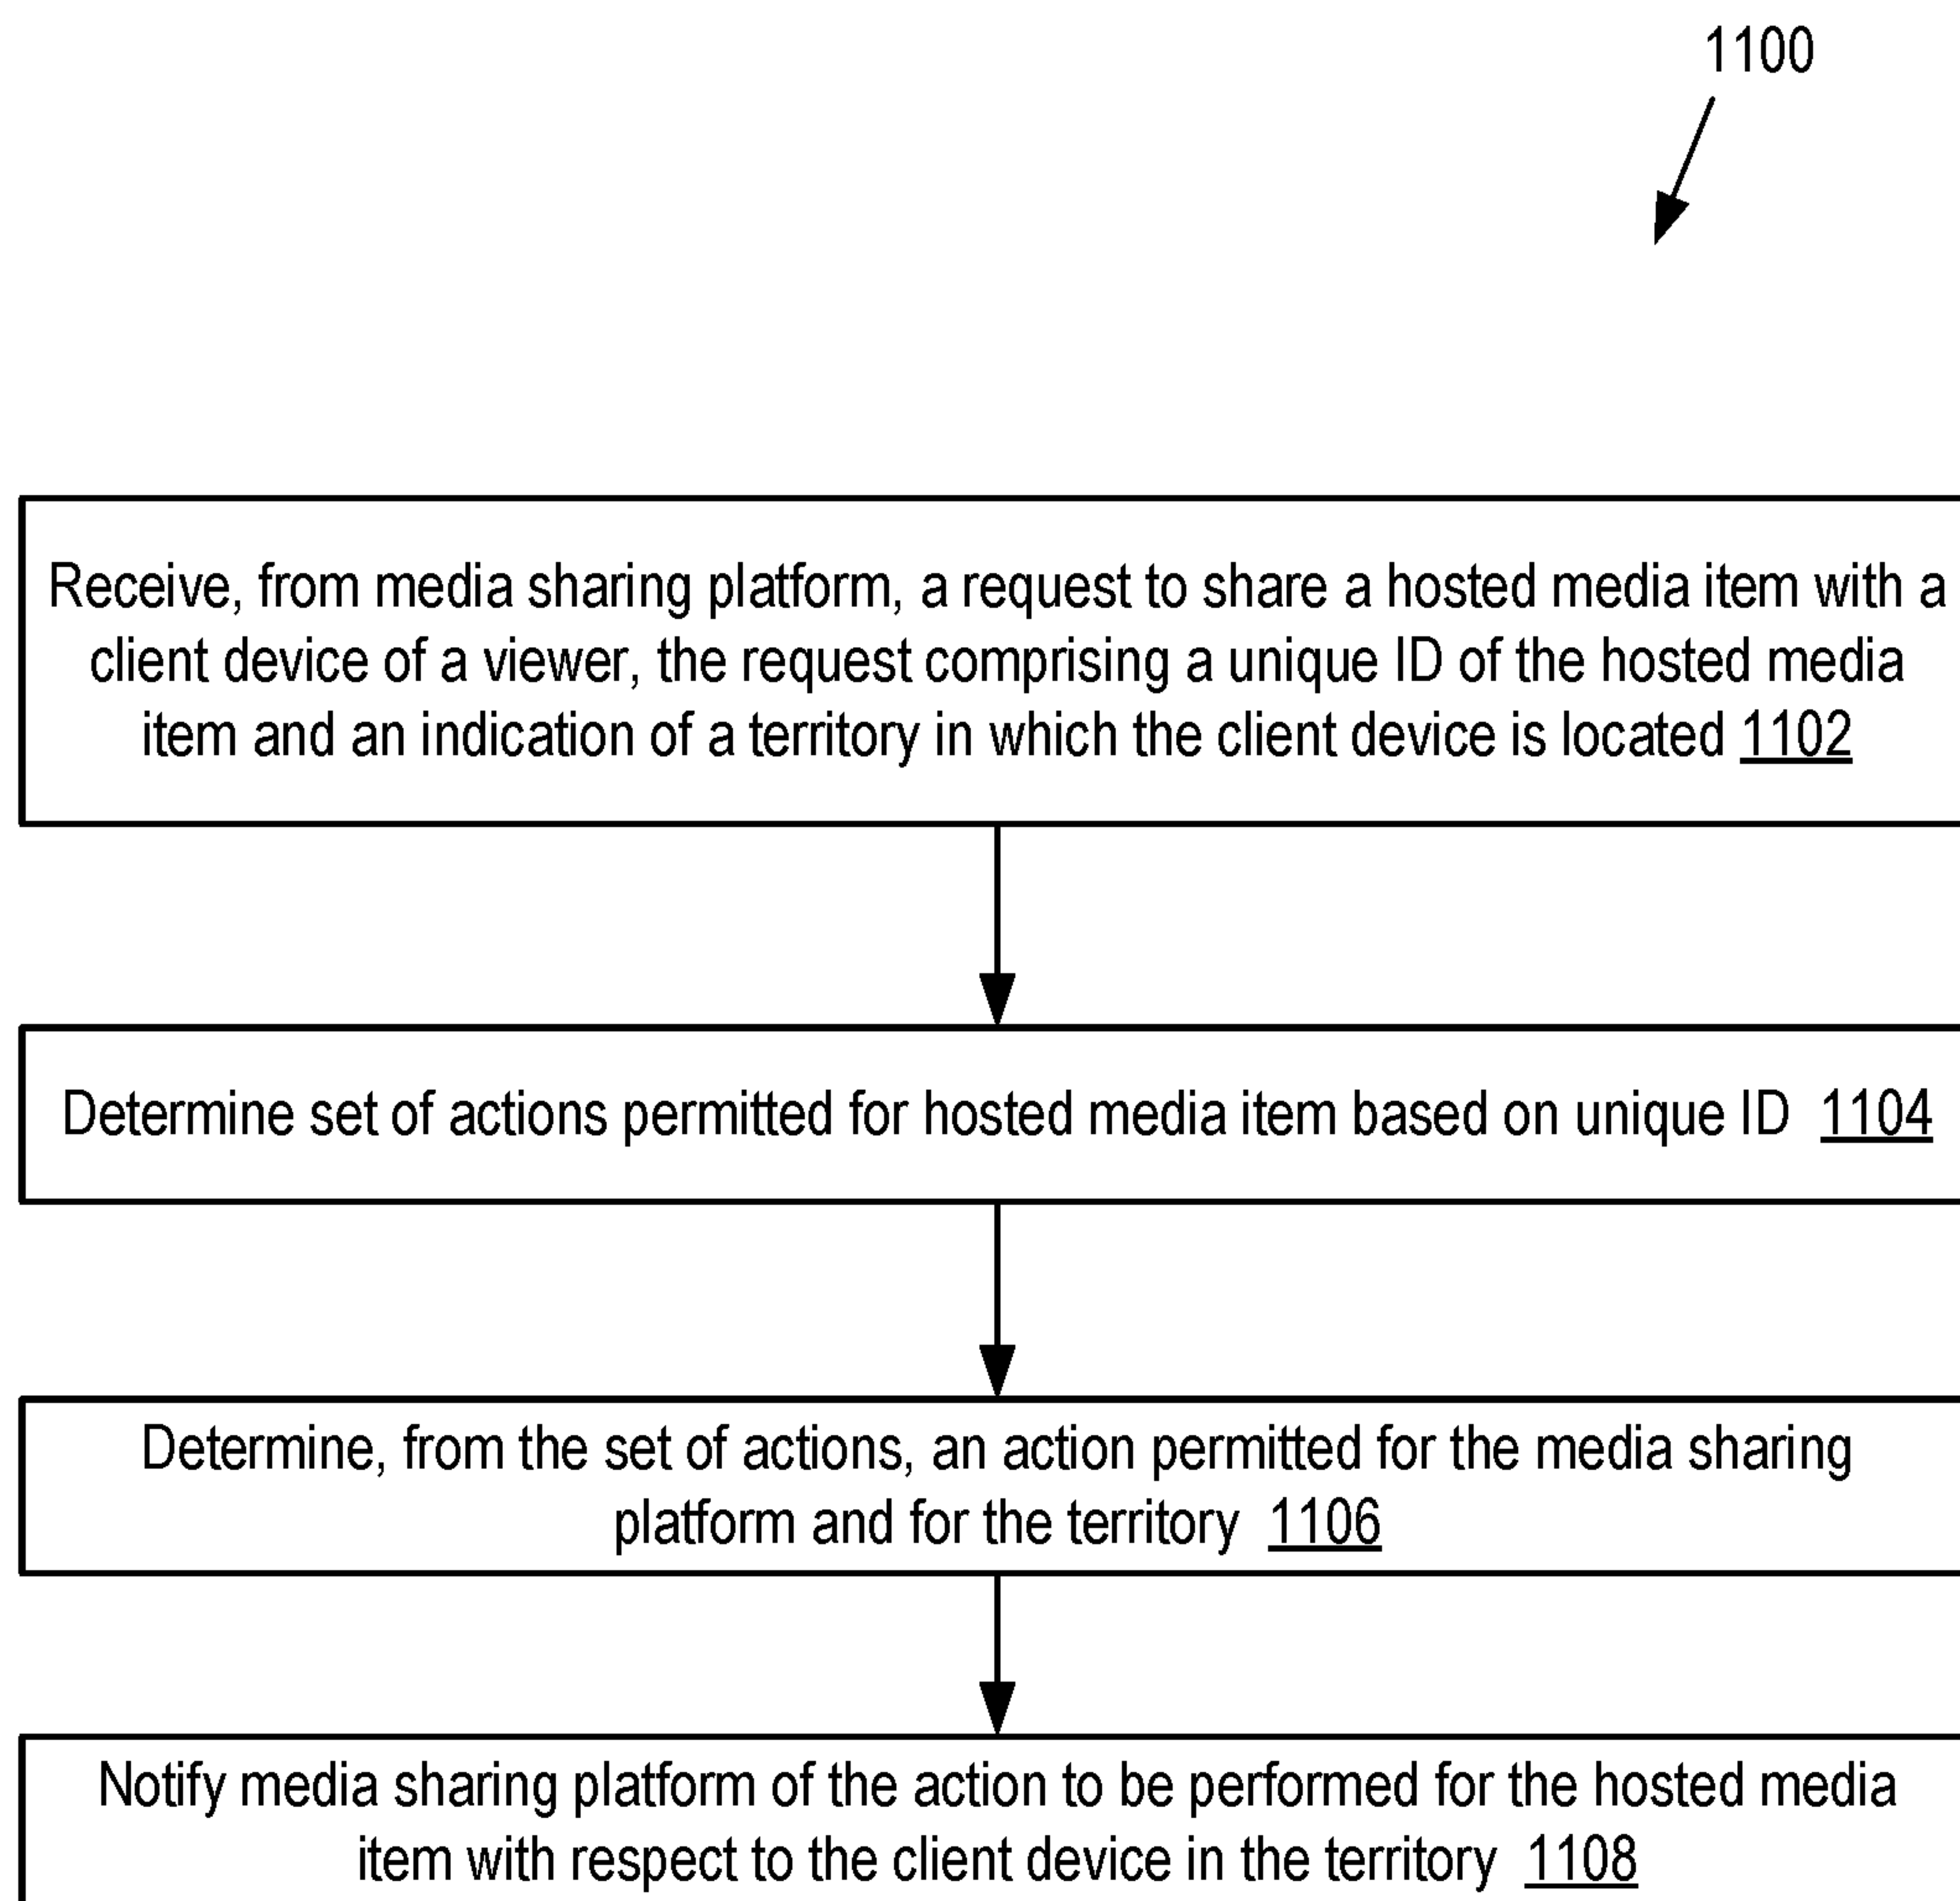 1100
Receive, from media sharing platform, a request to share a hosted media item with a
client device of a viewer, the request comprising a unique ID of the hosted media
item and an indication of a territory in which the client device is located 1102
Determine set of actions permitted for hosted media item based on unique ID 1104
Determine, from the set of actions, an action permitted for the media sharing
platform and for the territory 1106
Notify media sharing platform of the action to be performed for the hosted media
item with respect to the client device in the territory 1108